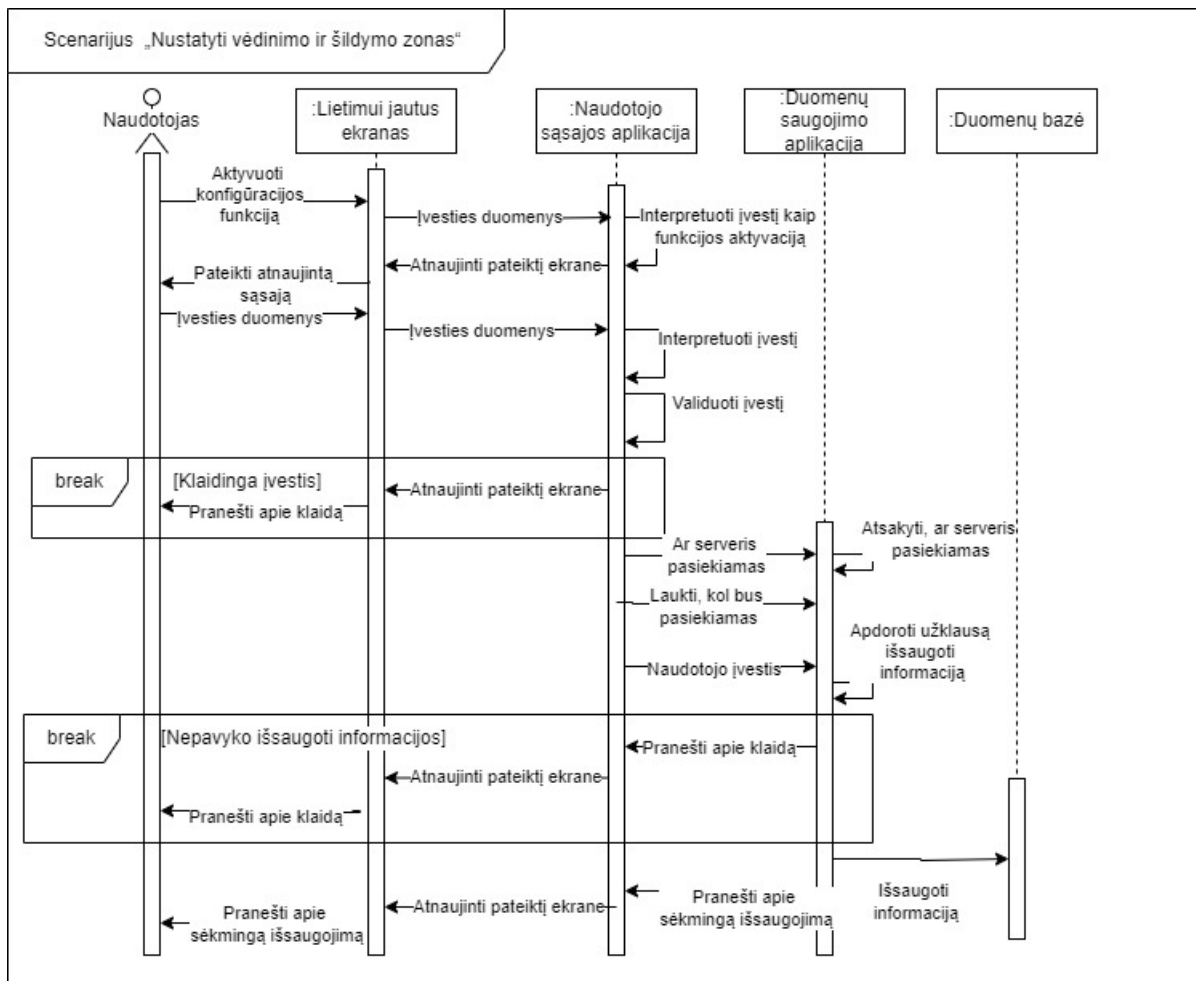 Scenarijus „Nustatyti vėdinimo ir šildymo zonas“
Naudotojas
:Lietimui jautus
ekranas
:Naudotojo
sąsajos aplikacija
:Duomenų
saugojimo
aplikacija
:Duomenų bazė
Aktyvuoti
konfigūracijos
funkciją
Įvesties duomenys
Interpretuoti įvestį kaip
funkcijos aktyvaciją
Atnaujinti pateiktį ekrane
Pateikti atnaujintą
sąsają
Įvesties duomenys
Įvesties duomenys
Interpretuoti įvestį
Validuoti įvestį
break
[Klaidinga įvestis]
Atnaujinti pateiktį ekrane
Pranešti apie klaidą
Ar serveris
pasiekiamas
Atsakyti, ar serveris
pasiekiamas
Laukti, kol bus
pasiekiamas
Naudotojo įvestis
Apdoroti užklausą
išsaugoti
informaciją
break
[Nepavyko išsaugoti informacijos]
Pranešti apie klaidą
Atnaujinti pateiktį ekrane
Pranešti apie klaidą
Išsaugoti
informaciją
Pranešti apie
sėkmingą išsaugojimą
Atnaujinti pateiktį ekrane
Pranešti apie
sėkmingą išsaugojimą